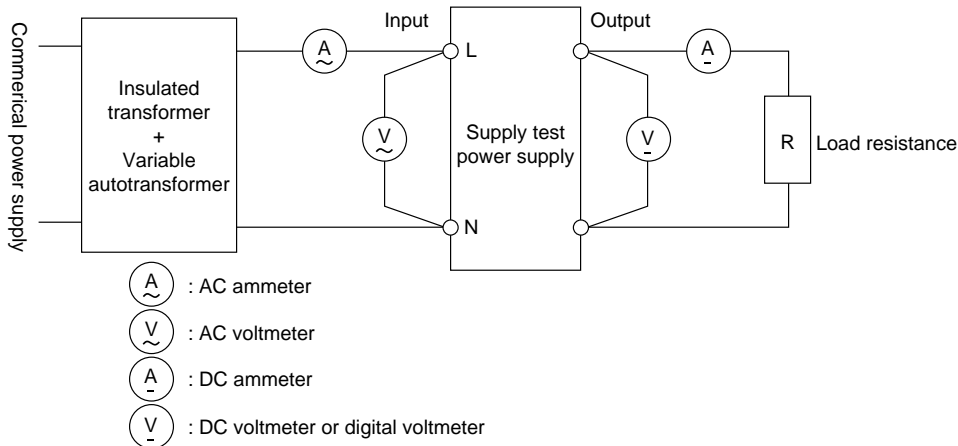 Commerical power supply
Insulated
transformer
+
Variable
autotransformer
A
~
Input
L
V
~
N
Supply test
power supply
Output
A
-
V
-
R
Load resistance
A
~
: AC ammeter
V
~
: AC voltmeter
A
-
: DC ammeter
V
-
: DC voltmeter or digital voltmeter